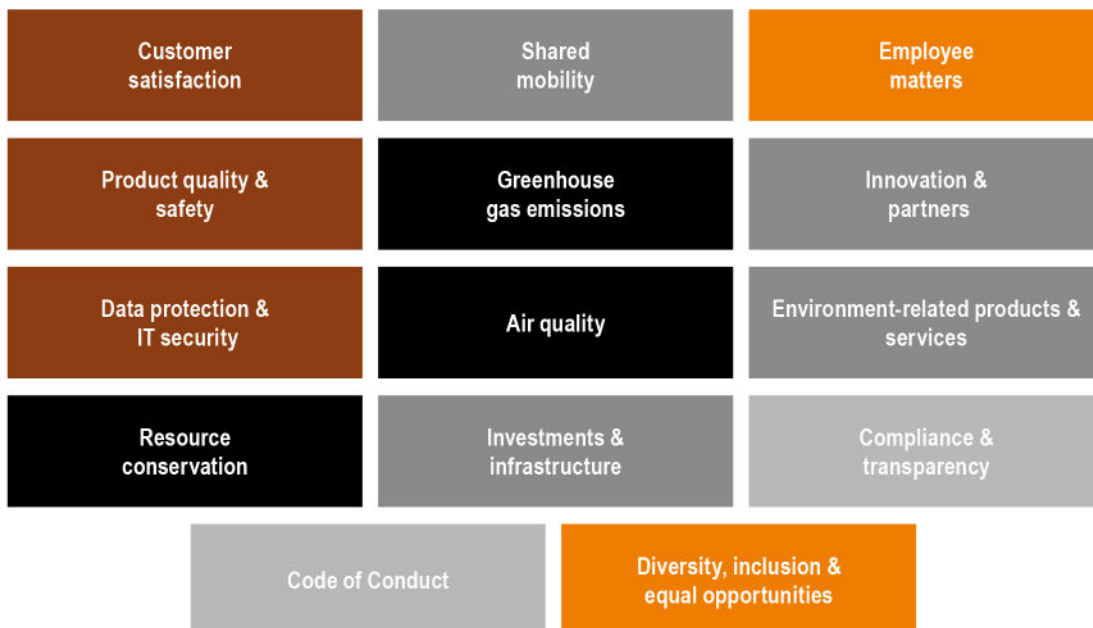 Customer
satisfaction
Shared
mobility
Employee
matters
Product quality &
safety
Greenhouse
gas emissions
Innovation &
partners
Data protection &
IT security
Air quality
Environment-related products &
services
Resource
conservation
Investments &
infrastructure
Compliance &
transparency
Code of Conduct
Diversity, inclusion &
equal opportunities